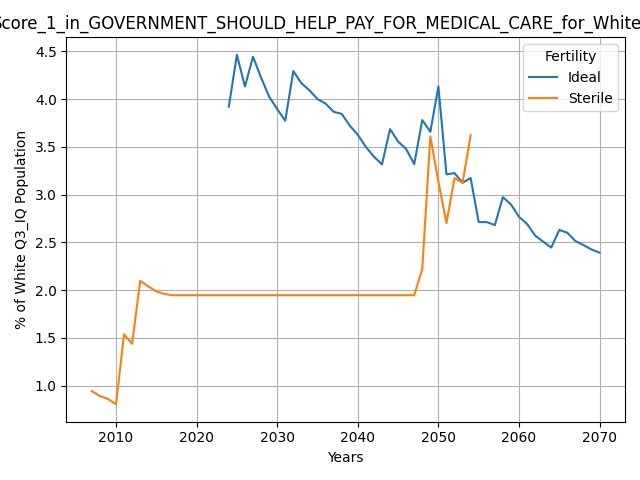 Score_1_in_GOVERNMENT_SHOULD_HELP_PAY_FOR_MEDICAL_CARE_for_White
Fertility
Ideal
Sterile
4.5
4.0
3.5
3.0
2.5
2.0
1.5
1.0
% of White Q3_IQ Population
2010 2020 2030 2040 2050 2060 2070
Years